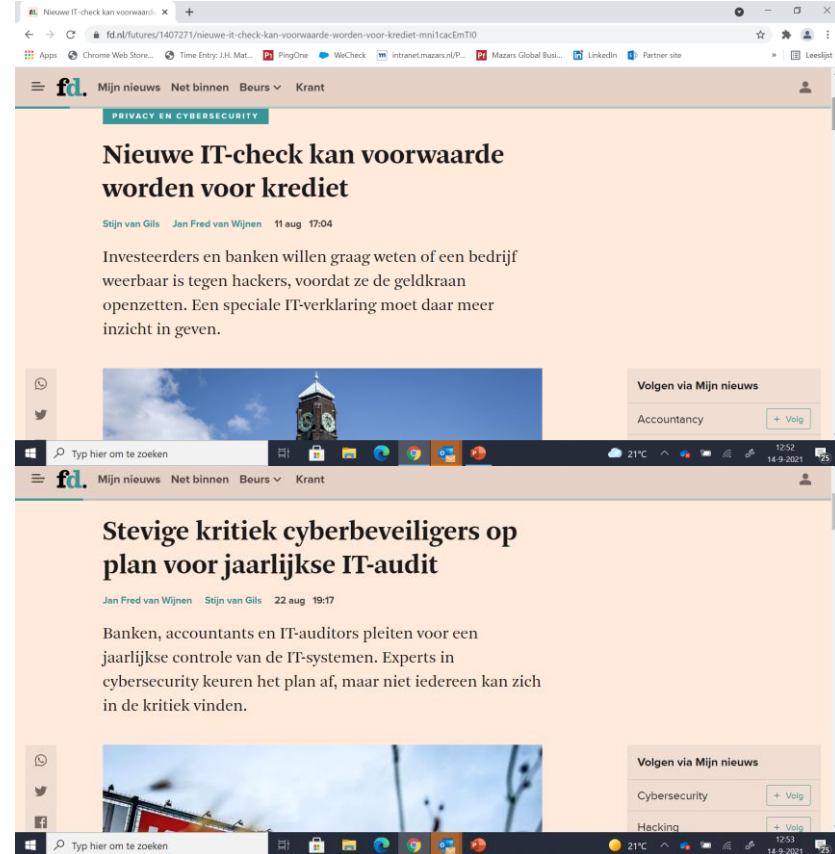 Nieuwe IT-check kan voorwaarde
fd.nl/futures/1407271/nieuwe-it-check-kan-voorwaarde-worden-voor-krediet-mni1cacEmTI0
Apps Chrome Web Store... Time Entry: J.H. Mat... PingOne WeCheck intranet.mazars.nl/P... Mazars Global Busi... LinkedIn Partner site » Leeslijst
fd. Mijn nieuws Net binnen Beurs Krant
PRIVACY EN CYBERSECURITY
Nieuwe IT-check kan voorwaarde
worden voor krediet
Stijn van Gils Jan Fred van Wijnen 11 aug 17:04
Investeerders en banken willen graag weten of een bedrijf
weerbaar is tegen hackers, voordat ze de geldkraan
openzetten. Een speciale IT-verklaring moet daar meer
inzicht in geven.
Volgen via Mijn nieuws
Accountancy + Volg
Typ hier om te zoeken 21°C 12:52
14-9-2021 25
fd. Mijn nieuws Net binnen Beurs Krant
Stevige kritiek cyberbeveiligers op
plan voor jaarlijkse IT-audit
Jan Fred van Wijnen Stijn van Gils 22 aug 19:17
Banken, accountants en IT-auditors pleiten voor een
jaarlijkse controle van de IT-systemen. Experts in
cybersecurity keuren het plan af, maar niet iedereen kan zich
in de kritiek vinden.
Volgen via Mijn nieuws
Cybersecurity + Volg
Hacking + Volg
Typ hier om te zoeken 21°C 12:53
14-9-2021 25